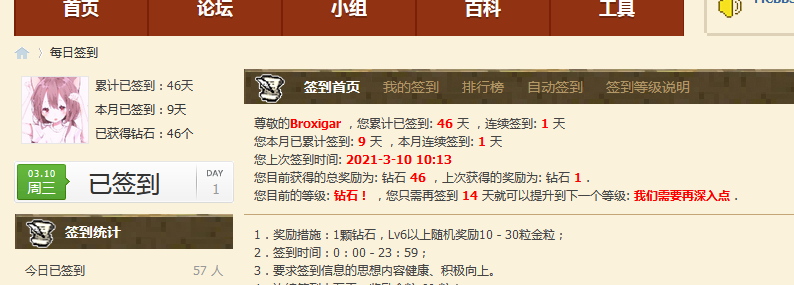 首页 论坛 小组 百科 工具
每日签到
累计已签到：46天
本月已签到：9天
已获得钻石：46个
03.10
周三
已签到
DAY
1
签到统计
今日已签到 57 人
签到首页 我的签到 排行榜 自动签到 签到等级说明
尊敬的Broxigar ，您累计已签到: 46 天 ，连续签到: 1 天
您本月已累计签到: 9 天 ，本月连续签到: 1 天
您上次签到时间: 2021-3-10 10:13
您目前获得的总奖励为: 钻石 46 ，上次获得的奖励为: 钻石 1 .
您目前的等级: 钻石！ ，您只需再签到 14 天就可以提升到下一个等级: 我们需要再深入点 .
1．奖励措施：1颗钻石，Lv6以上随机奖励10－30粒金粒；
2．签到时间：0：00－23：59；
3．要求签到信息的思想内容健康、积极向上。